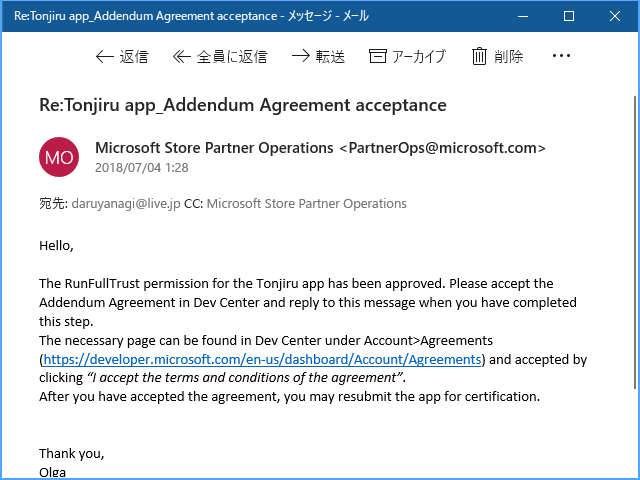 Re:Tonjiru app_Addendum Agreement acceptance - メッセージ - メール
返信 全員に返信 転送 アーカイブ 削除
Re:Tonjiru app_Addendum Agreement acceptance
MO
Microsoft Store Partner Operations <PartnerOps@microsoft.com>
2018/07/04 1:28
宛先: daruyanagi@live.jp CC: Microsoft Store Partner Operations
Hello,
The RunFullTrust permission for the Tonjiru app has been approved. Please accept the
Addendum Agreement in Dev Center and reply to this message when you have completed
this step.
The necessary page can be found in Dev Center under Account>Agreements
(https://developer.microsoft.com/en-us/dashboard/Account/Agreements) and accepted by
clicking “I accept the terms and conditions of the agreement”.
After you have accepted the agreement, you may resubmit the app for certification.
Thank you,
Olga